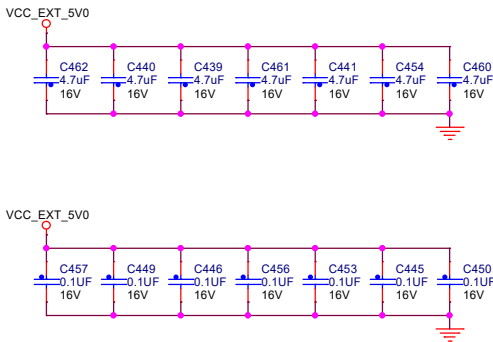 VCC_EXT_5V0
C462 C440 C439 C461 C441 C454 C460
4.7uF 4.7uF 4.7uF 4.7uF 4.7uF 4.7uF 4.7uF
16V 16V 16V 16V 16V 16V 16V
VCC_EXT_5V0
C457 C449 C446 C456 C453 C445 C450
0.1UF 0.1UF 0.1UF 0.1UF 0.1UF 0.1UF 0.1UF
16V 16V 16V 16V 16V 16V 16V